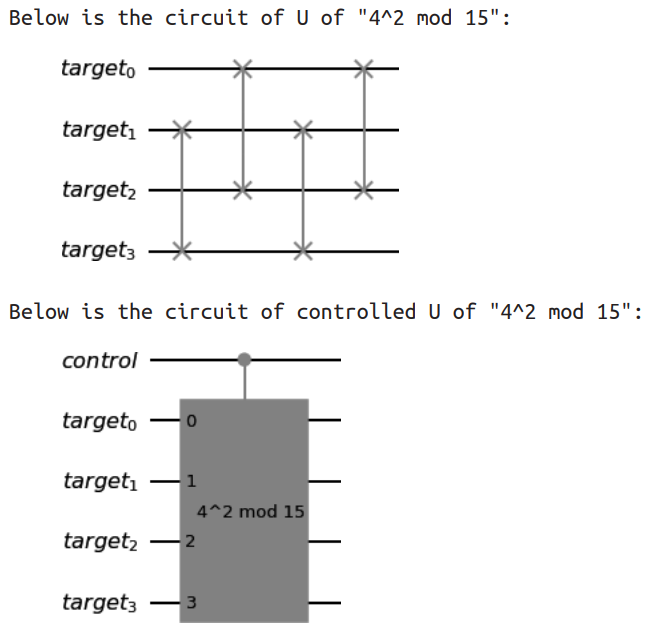 Below is the circuit of U of "4^2 mod 15":
target₀
target₁
target₂
target₃
Below is the circuit of controlled U of "4^2 mod 15":
control
target₀ 0
target₁ 1
4^2 mod 15
target₂ 2
target₃ 3